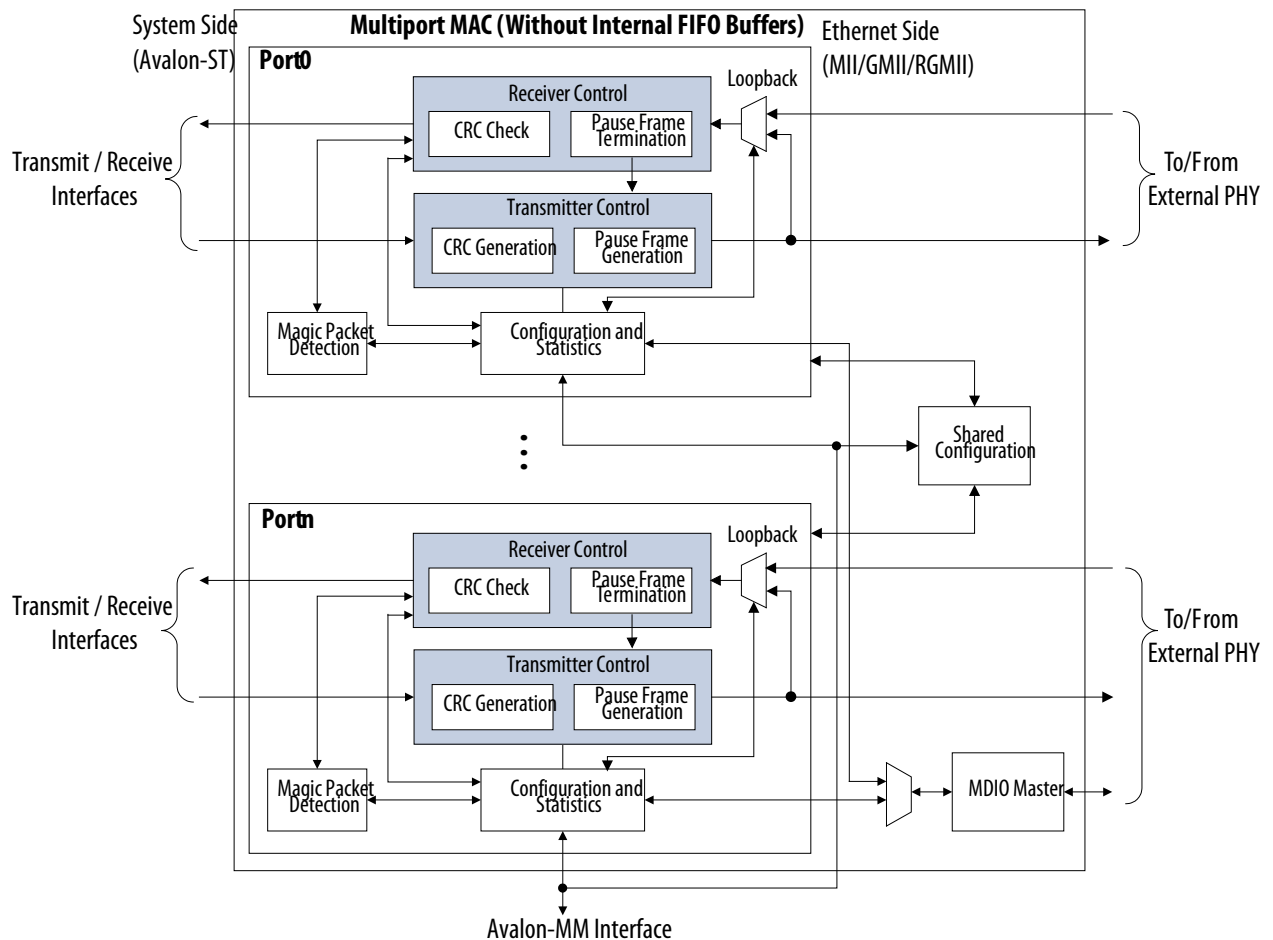 System Side
(Avalon-ST)
Multiport MAC (Without Internal FIFO Buffers)
Ethernet Side
(MII/GMII/RGMII)
Port0
Loopback
Receiver Control
CRC Check
Pause Frame
Termination
Transmit / Receive
Interfaces
To/From
External PHY
Transmitter Control
CRC Generation
Pause Frame
Generation
Magic Packet
Detection
Configuration and
Statistics
Shared
Configuration
Portn
Loopback
Receiver Control
CRC Check
Pause Frame
Termination
Transmit / Receive
Interfaces
To/From
External PHY
Transmitter Control
CRC Generation
Pause Frame
Generation
Magic Packet
Detection
Configuration and
Statistics
MDIO Master
Avalon-MM Interface